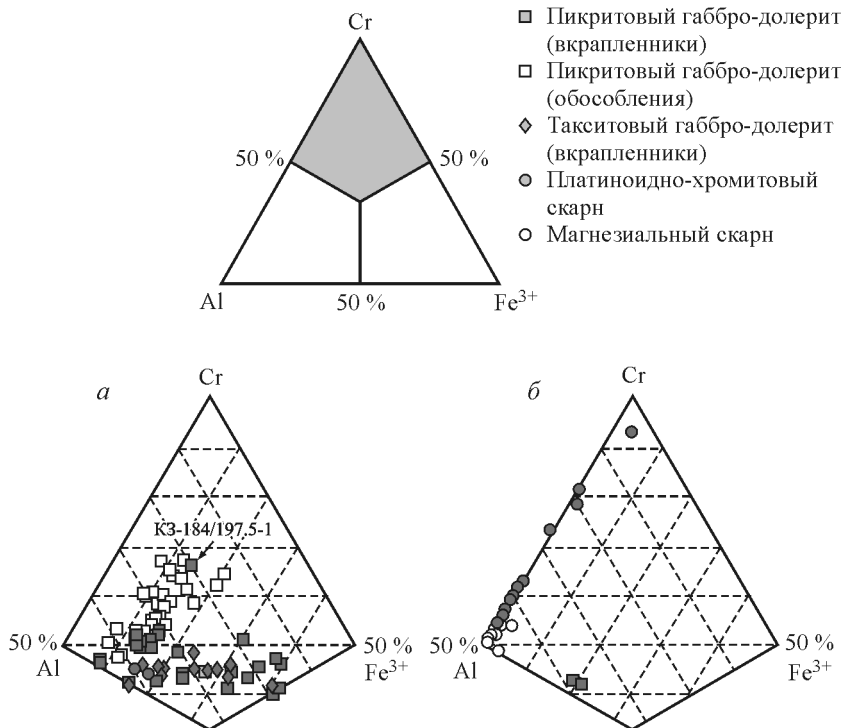 Cr
50 %
50 %
Al
50 %
Fe3+
Пикритовый габбро-долерит
(вкрапленники)
Пикритовый габбро-долерит
(обособления)
Такситовый габбро-долерит
(вкрапленники)
Платиноидно-хромитовый
скарн
Магнезиальный скарн
а
Cr
КЗ-184/197.5-1
50 %
Al
50 %
Fe3+
б
Cr
50 %
Al
50 %
Fe3+